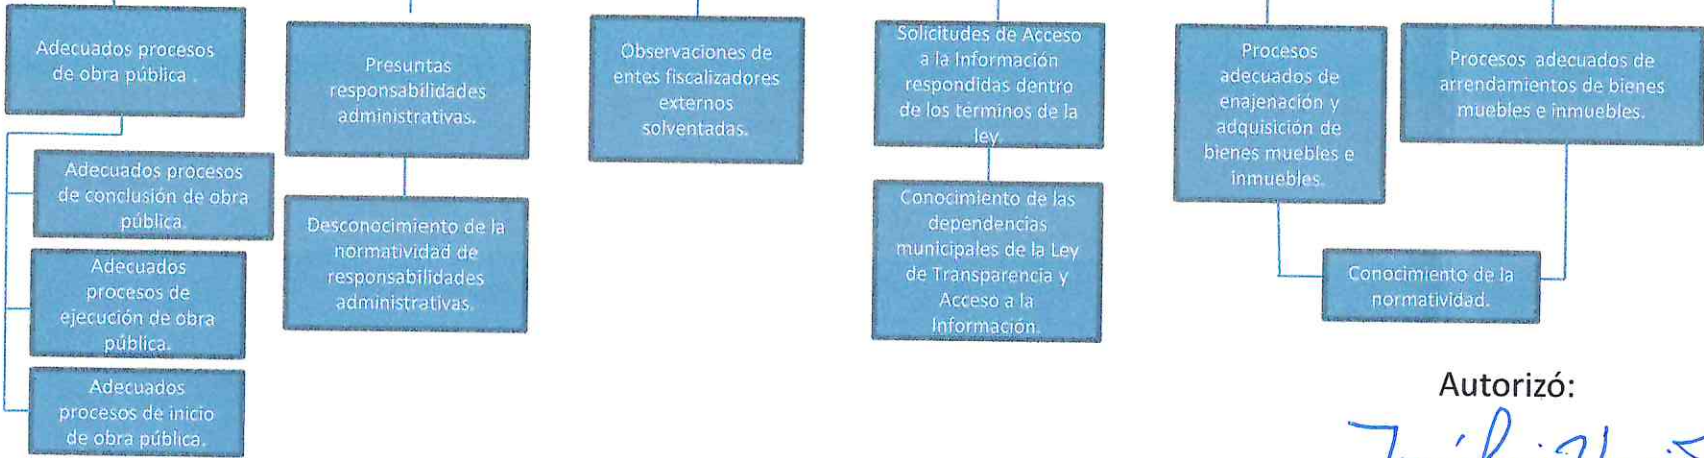 Adecuados procesos
de obra pública .
Adecuados procesos
de conclusión de obra
pública.
Adecuados
procesos de
ejecución de obra
pública.
Adecuados
procesos de inicio
de obra pública.
Presuntas
responsabilidades
administrativas.
Desconocimiento de la
normatividad de
responsabilidades
administrativas.
Observaciones de
entes fiscalizadores
externos
solventadas.
Solicitudes de Acceso
a la Información
respondidas dentro
de los términos de la
ley.
Conocimiento de las
dependencias
municipales de la Ley
de Transparencia y
Acceso a la
Información.
Procesos
adecuados de
enajenación y
adquisición de
bienes muebles e
inmuebles.
Procesos adecuados de
arrendamientos de bienes
muebles e inmuebles.
Conocimiento de la
normatividad.
Autorizó: